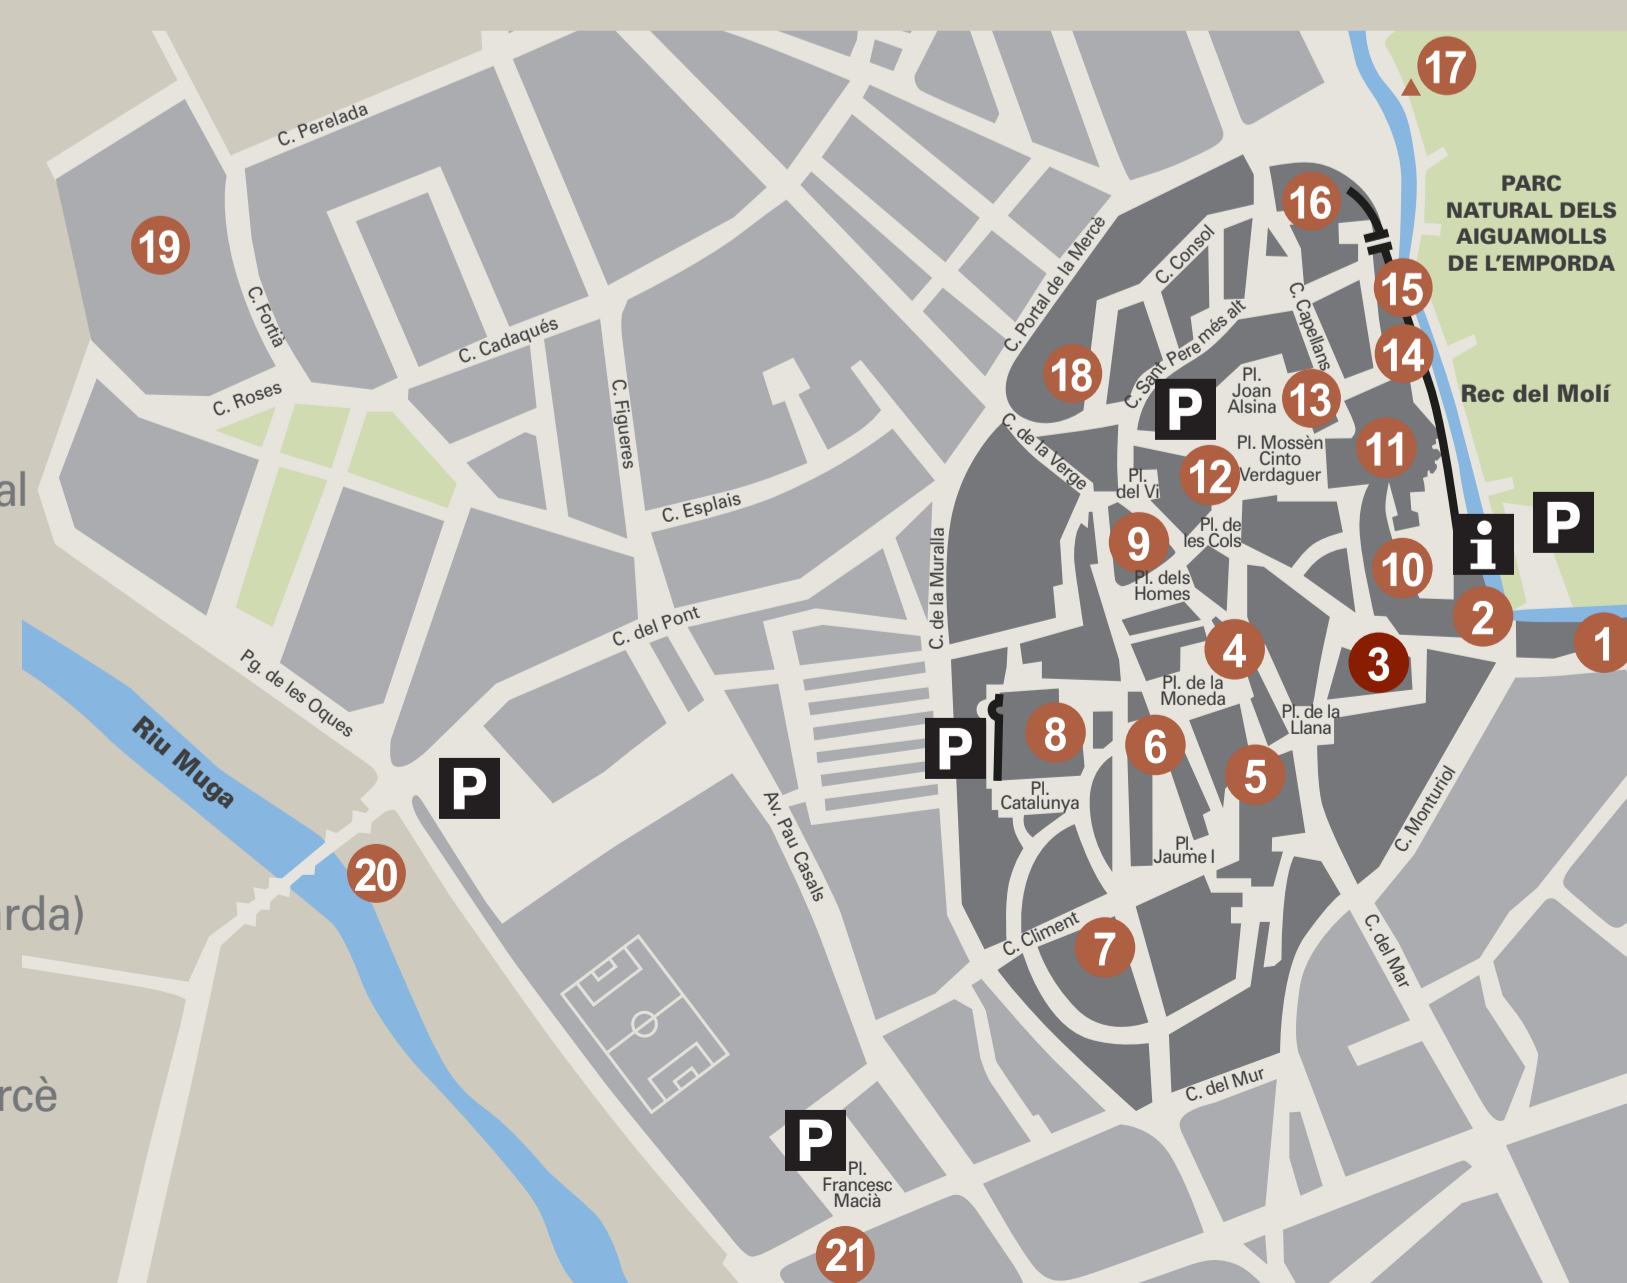 17
C. Perelada
PARC
NATURAL DELS
AIGUAMOLLS
DE L'EMPORDA
16
19
C. Portal de la Mercè
C. Consol
15
C. Fortià
C. Capellans
C. Cadaqués
C. Sant Pere més alt
14
18
C. Roses
C. Figueres
P
Pl.
Joan
Alsina
13
Rec del Molí
C. de la Verge
Pl. Mossèn
Cinto
Verdaguer
11
12
Pl.
del Vi
al
C. Esplais
Pl. de
les Cols
P
i
9
C. de la Muralla
10
Pl. dels
Homes
2
1
C. del Pont
4
3
Pg. de les Oques
Pl. de la
Moneda
Pl. de la
Llana
Riu Muga
P
8
6
5
P
Pl.
Catalunya
C. Monturiol
Av. Pau Casals
Pl.
Jaume I
20
arda)
C. Climent
7
C. del Mar
rcè
C. del Mur
P
Pl.
Francesc
Macià
21